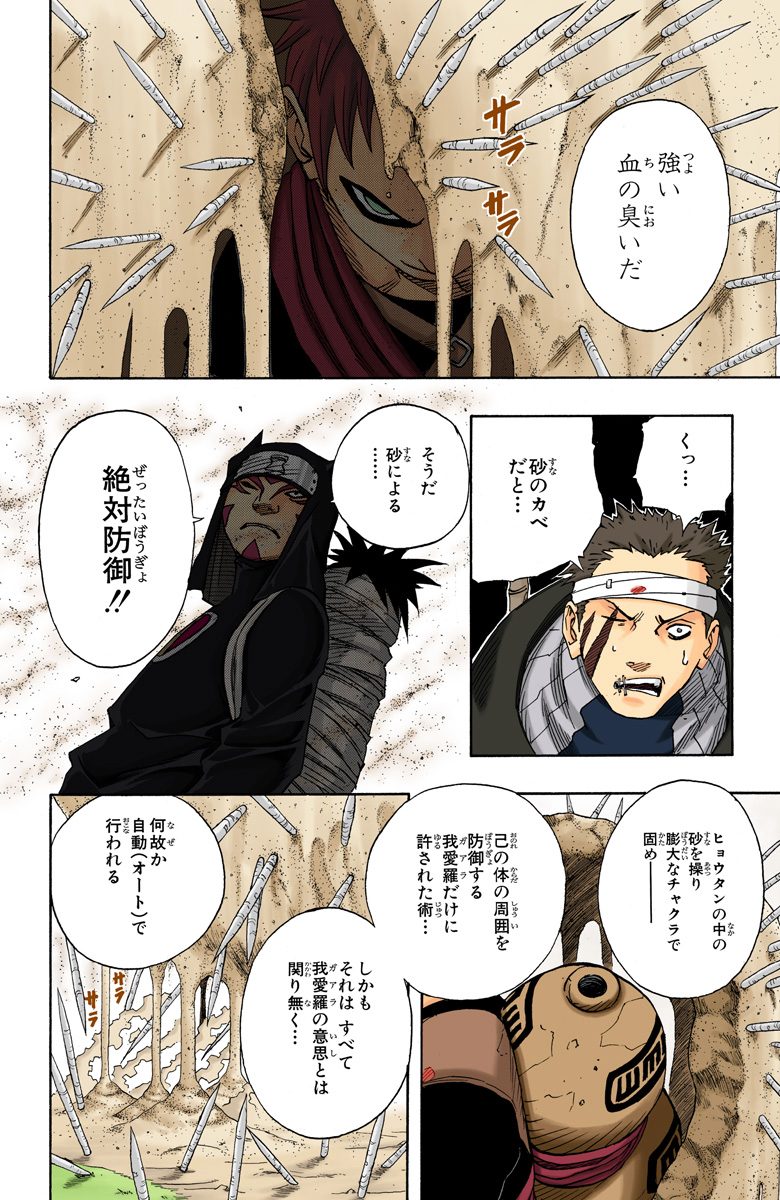 強い
血の臭いだ
サラ
サラ
くっ…
砂のカベ
だと…
そうだ
砂による
……
絶対防御!!
ヒョウタンの中の
砂を操り
膨大なチャクラで
固め――
己の体の周囲を
防御する
我愛羅だけに
許された術…
しかも
それは すべて
我愛羅の意思とは
関り無く…
何故か
自動(オート)で
行われる
サラ
サラ